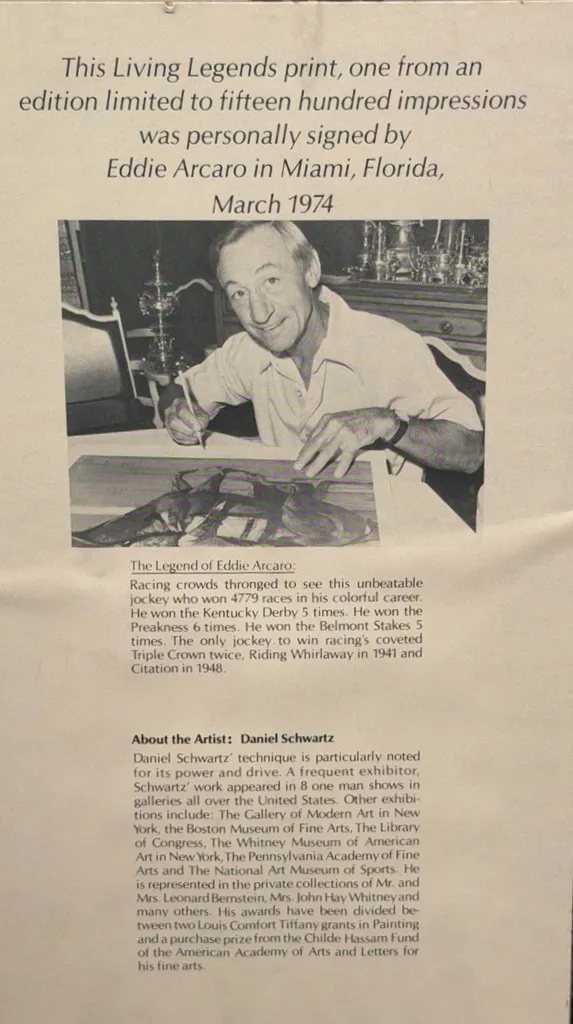 This Living Legends print, one from an
edition limited to fifteen hundred impressions
was personally signed by
Eddie Arcaro in Miami, Florida,
March 1974
The Legend of Eddie Arcaro:
Racing crowds thronged to see this unbeatable
jockey who won 4779 races in his colorful career.
He won the Kentucky Derby 5 times. He won the
Preakness 6 times. He won the Belmont Stakes 5
times. The only jockey to win racing's coveted
Triple Crown twice, Riding Whirlaway in 1941 and
Citation in 1948.
About the Artist: Daniel Schwartz
Daniel Schwartz' technique is particularly noted
for its power and drive. A frequent exhibitor,
Schwartz' work appeared in 8 one man shows in
galleries all over the United States. Other exhibi-
tions include: The Gallery of Modern Art in New
York, the Boston Museum of Fine Arts, The Library
of Congress, The Whitney Museum of American
Art in New York, The Pennsylvania Academy of Fine
Arts and The National Art Museum of Sports. He
is represented in the private collections of Mr. and
Mrs. Leonard Bernstein, Mrs. John Hay Whitney and
many others. His awards have been divided be-
tween two Louis Comfort Tiffany grants in Painting
and a purchase prize from the Childe Hassam Fund
of the American Academy of Arts and Letters for
his fine arts.